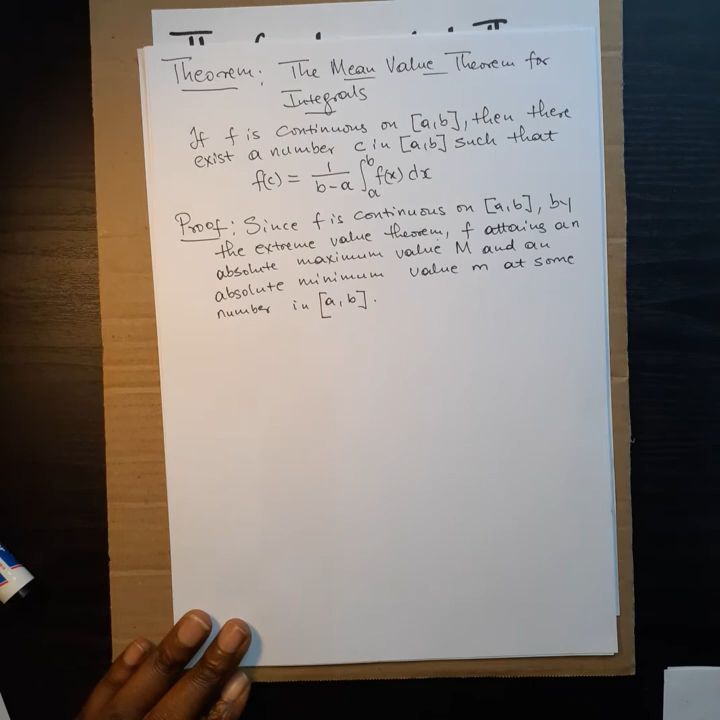 Theorem: The Mean Value Theorem for
Integrals
If f is continuous on [a,b], then there
exist a number c in [a,b] such that
f(c) = 1/(b-a) ∫_a^b f(x) dx
Proof: Since f is continuous on [a,b], by
the extreme value theorem, f attains an
absolute maximum value M and an
absolute minimum value m at some
number in [a,b].